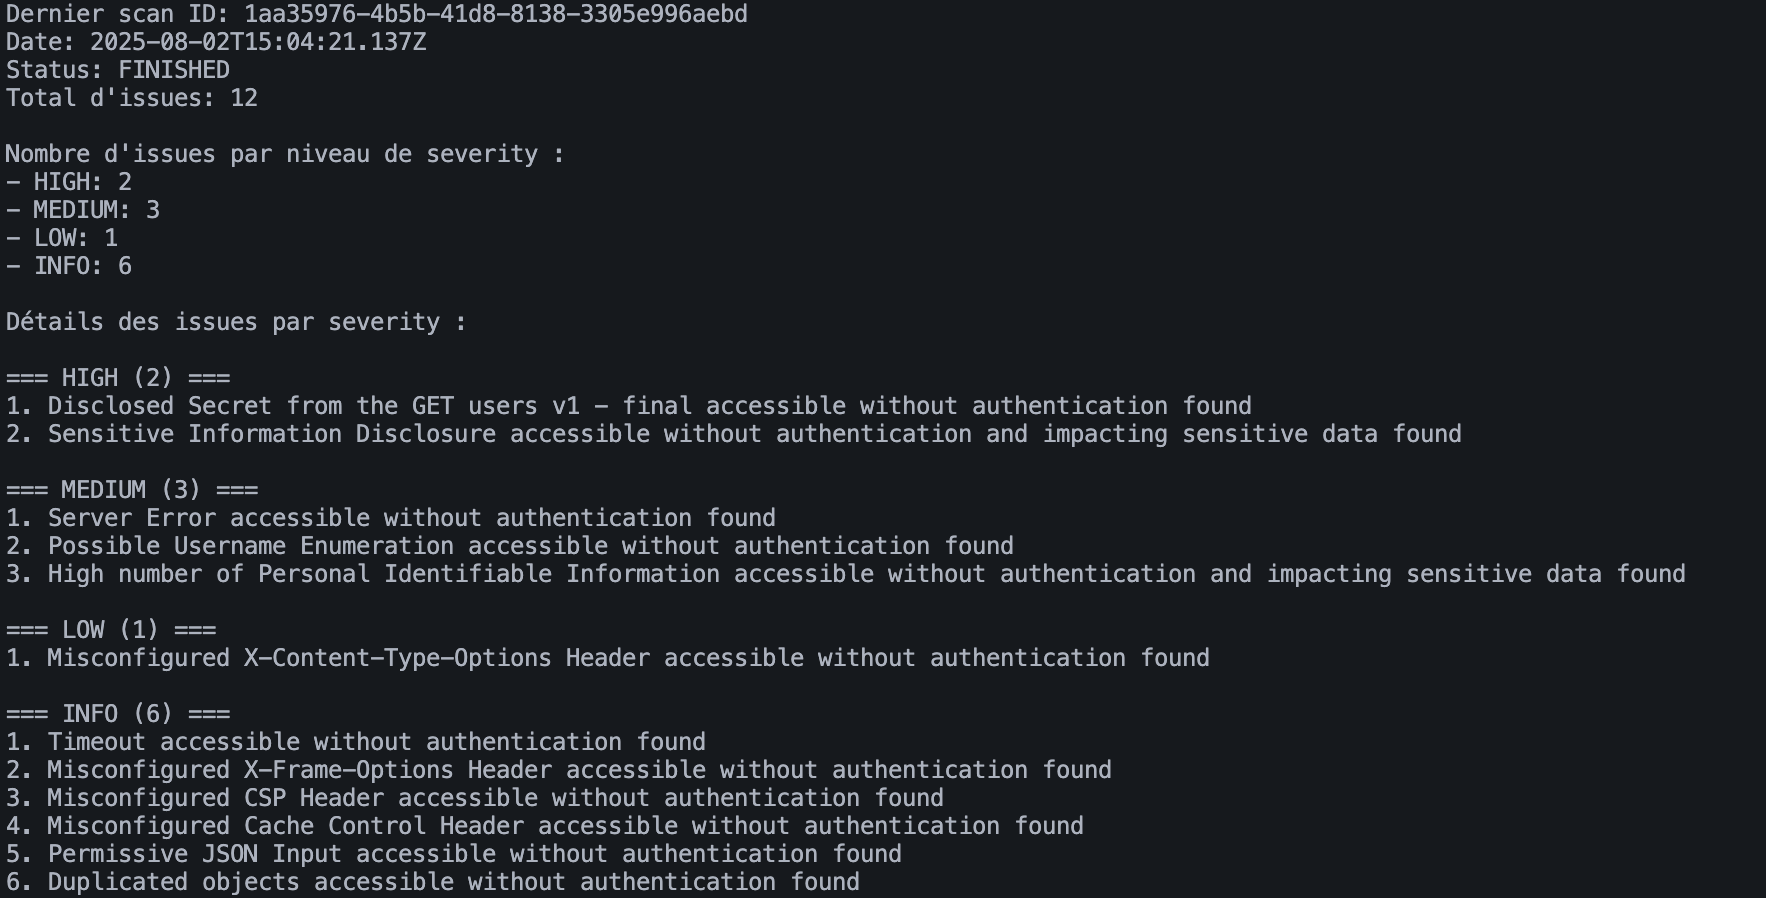 Dernier scan ID: 1aa35976-4b5b-41d8-8138-3305e996aebd
Date: 2025-08-02T15:04:21.137Z
Status: FINISHED
Total d'issues: 12
Nombre d'issues par niveau de severity :
- HIGH: 2
- MEDIUM: 3
- LOW: 1
- INFO: 6
Détails des issues par severity :
=== HIGH (2) ===
1. Disclosed Secret from the GET users v1 - final accessible without authentication found
2. Sensitive Information Disclosure accessible without authentication and impacting sensitive data found
=== MEDIUM (3) ===
1. Server Error accessible without authentication found
2. Possible Username Enumeration accessible without authentication found
3. High number of Personal Identifiable Information accessible without authentication and impacting sensitive data found
=== LOW (1) ===
1. Misconfigured X-Content-Type-Options Header accessible without authentication found
=== INFO (6) ===
1. Timeout accessible without authentication found
2. Misconfigured X-Frame-Options Header accessible without authentication found
3. Misconfigured CSP Header accessible without authentication found
4. Misconfigured Cache Control Header accessible without authentication found
5. Permissive JSON Input accessible without authentication found
6. Duplicated objects accessible without authentication found